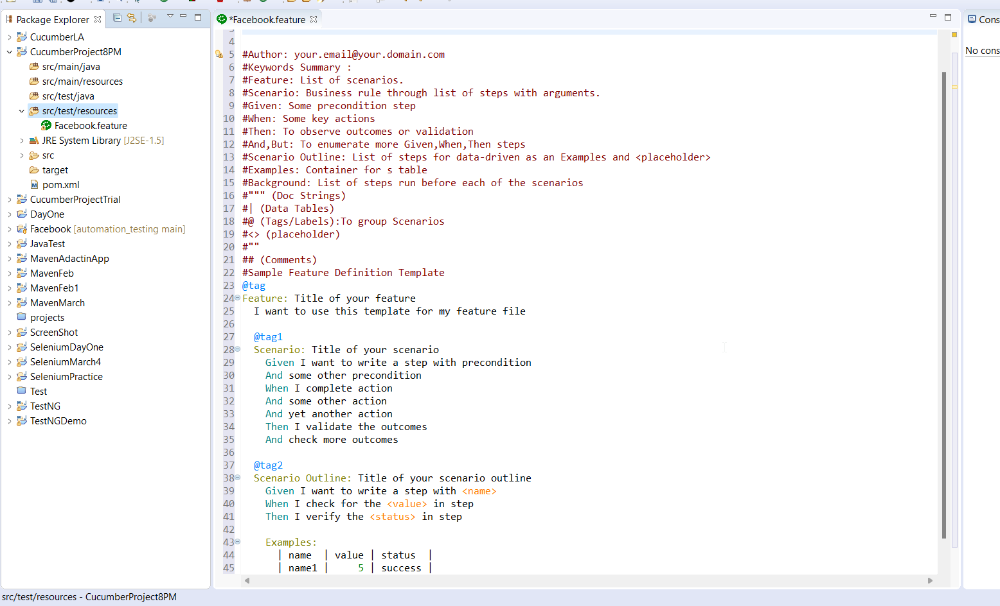 Package Explorer
CucumberLA
CucumberProject8PM
src/main/java
src/main/resources
src/test/java
src/test/resources
Facebook.feature
JRE System Library [J2SE-1.5]
src
target
pom.xml
CucumberProjectTrial
DayOne
Facebook [automation_testing main]
JavaTest
MavenAdactinApp
MavenFeb
MavenFeb1
MavenMarch
projects
ScreenShot
SeleniumDayOne
SeleniumMarch4
SeleniumPractice
Test
TestNG
TestNGDemo
*Facebook.feature
4
5 #Author: your.email@your.domain.com
6 #Keywords Summary :
7 #Feature: List of scenarios.
8 #Scenario: Business rule through list of steps with arguments.
9 #Given: Some precondition step
10 #When: Some key actions
11 #Then: To observe outcomes or validation
12 #And,But: To enumerate more Given,When,Then steps
13 #Scenario Outline: List of steps for data-driven as an Examples and <placeholder>
14 #Examples: Container for s table
15 #Background: List of steps run before each of the scenarios
16 #""" (Doc Strings)
17 #| (Data Tables)
18 #@ (Tags/Labels):To group Scenarios
19 #<> (placeholder)
20 #""
21 ## (Comments)
22 #Sample Feature Definition Template
23 @tag
24 Feature: Title of your feature
25 I want to use this template for my feature file
26
27 @tag1
28 Scenario: Title of your scenario
29 Given I want to write a step with precondition
30 And some other precondition
31 When I complete action
32 And some other action
33 And yet another action
34 Then I validate the outcomes
35 And check more outcomes
36
37 @tag2
38 Scenario Outline: Title of your scenario outline
39 Given I want to write a step with <name>
40 When I check for the <value> in step
41 Then I verify the <status> in step
42
43 Examples:
44 | name | value | status |
45 | name1 | 5 | success |
Cons
No cons
src/test/resources - CucumberProject8PM